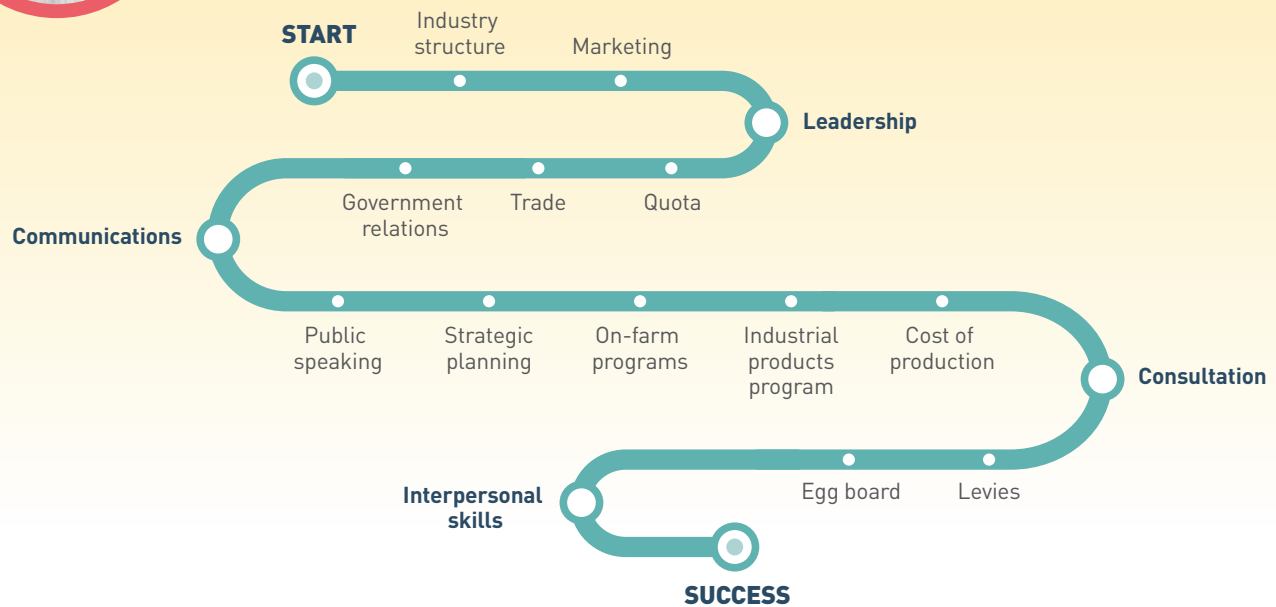 START
Industry
structure
Marketing
Leadership
Quota
Trade
Government
relations
Communications
Public
speaking
Strategic
planning
On-farm
programs
Industrial
products
program
Cost of
production
Consultation
Levies
Egg board
Interpersonal
skills
SUCCESS